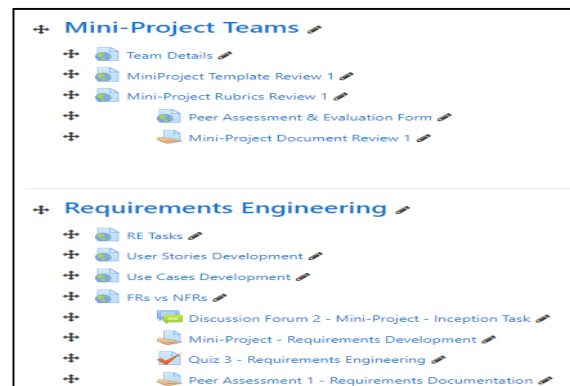 Mini-Project Teams
Team Details
MiniProject Template Review 1
Mini-Project Rubrics Review 1
Peer Assessment & Evaluation Form
Mini-Project Document Review 1
Requirements Engineering
RE Tasks
User Stories Development
Use Cases Development
FRs vs NFRs
Discussion Forum 2 - Mini-Project - Inception Task
Mini-Project - Requirements Development
Quiz 3 - Requirements Engineering
Peer Assessment 1 - Requirements Documentation